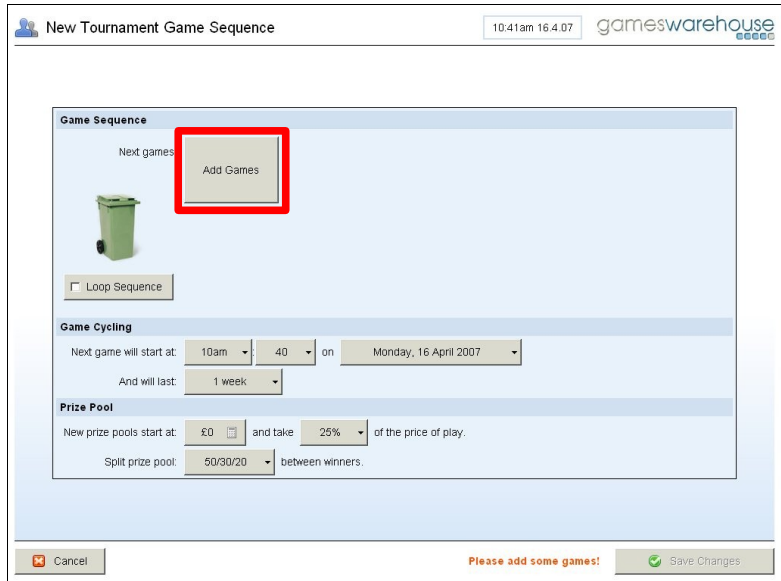 New Tournament Game Sequence 10:41am 16.4.07 gameswarehouse
Game Sequence
Next games
Add Games
Loop Sequence
Game Cycling
Next game will start at: 10am : 40 on Monday, 16 April 2007
And will last: 1 week
Prize Pool
New prize pools start at: £0 and take 25% of the price of play.
Split prize pool: 50/30/20 between winners.
Cancel Please add some games! Save Changes